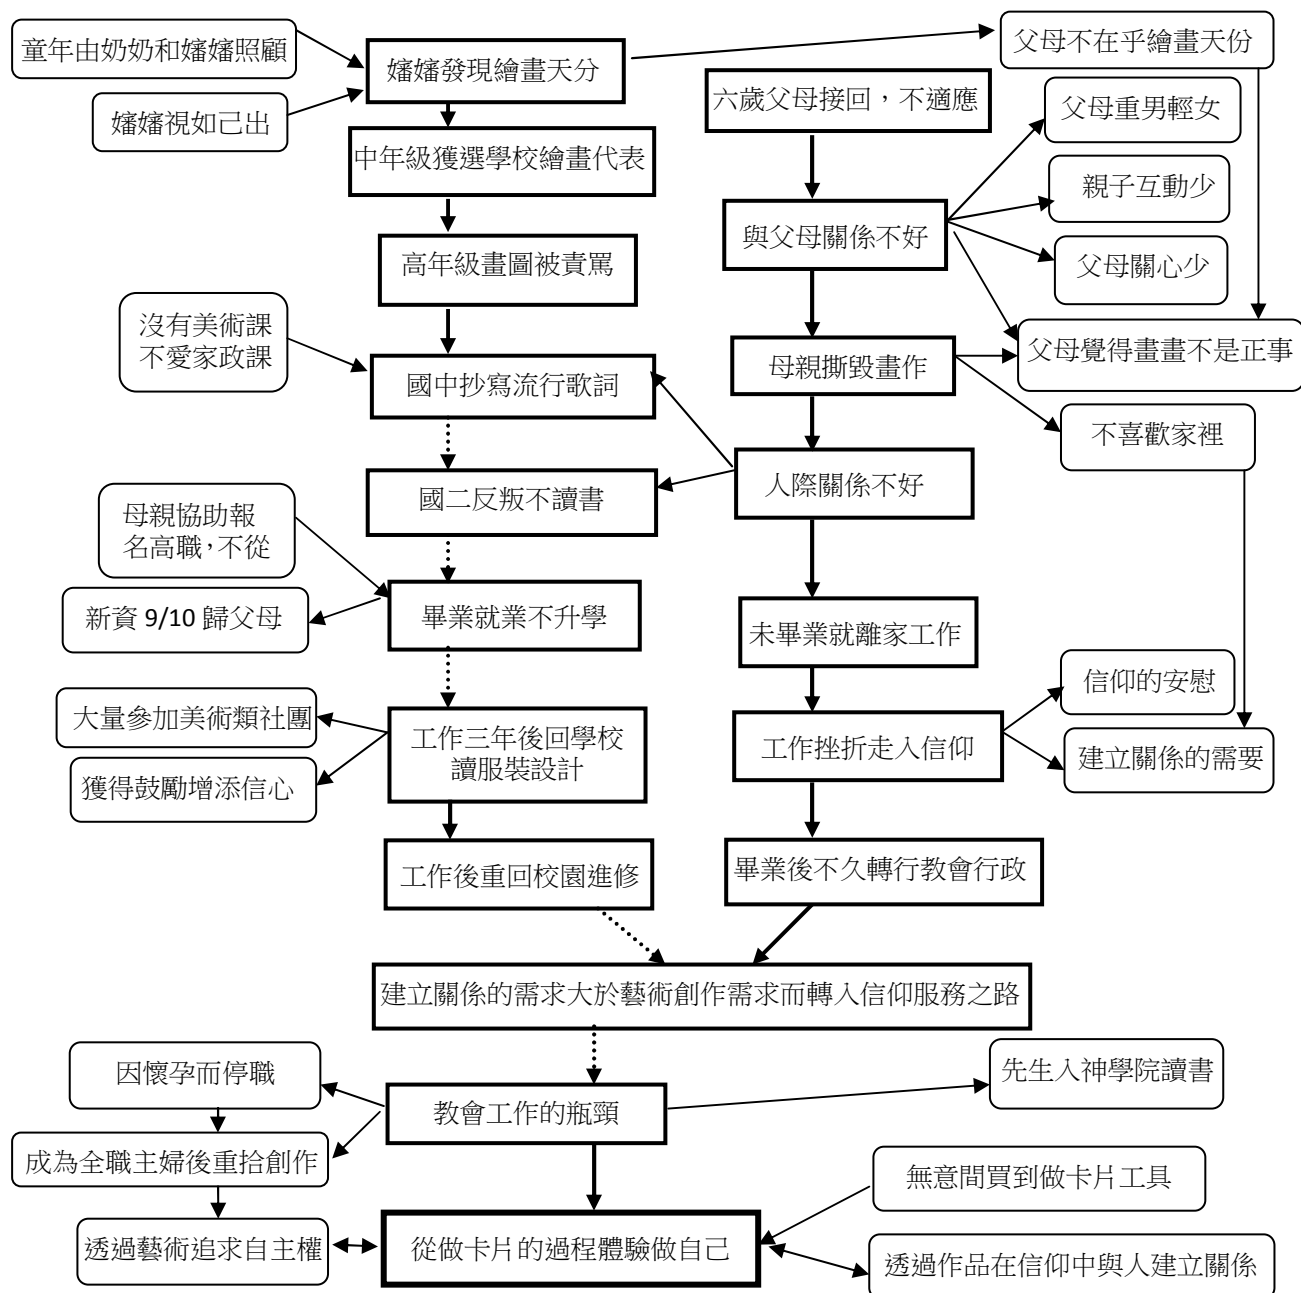 童年由奶奶和嬸嬸照顧
嬸嬸發現繪畫天分
父母不在乎繪畫天份
六歲父母接回，不適應
嬸嬸視如己出
父母重男輕女
中年級獲選學校繪畫代表
親子互動少
與父母關係不好
高年級畫圖被責罵
父母關心少
沒有美術課
不愛家政課
父母覺得畫畫不是正事
母親撕毀畫作
國中抄寫流行歌詞
不喜歡家裡
人際關係不好
國二反叛不讀書
母親協助報
名高職，不從
新資 9/10 歸父母
畢業就業不升學
未畢業就離家工作
信仰的安慰
大量參加美術類社團
工作三年後回學校
讀服裝設計
工作挫折走入信仰
建立關係的需要
獲得鼓勵增添信心
工作後重回校園進修
畢業後不久轉行教會行政
建立關係的需求大於藝術創作需求而轉入信仰服務之路
因懷孕而停職
先生入神學院讀書
教會工作的瓶頸
成為全職主婦後重拾創作
無意間買到做卡片工具
透過藝術追求自主權
從做卡片的過程體驗做自己
透過作品在信仰中與人建立關係